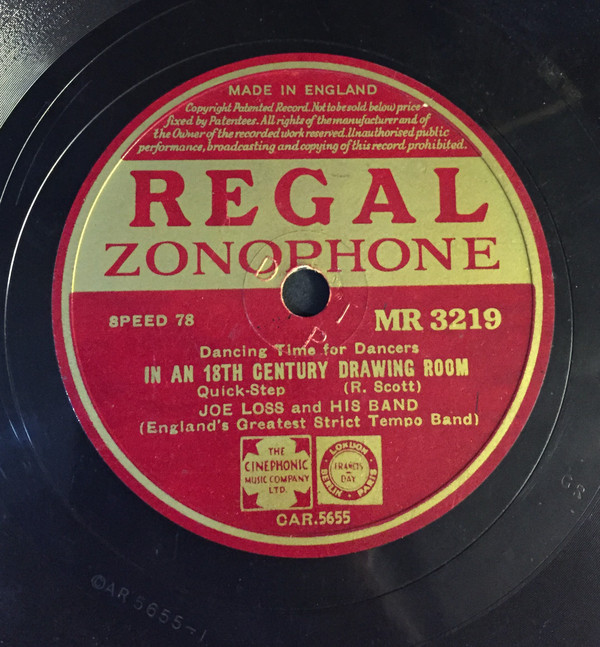 MADE IN ENGLAND
Copyright Patented Record. Not to be sold below price
fixed by Patentees. All rights of the manufacturer and of
the Owner of the recorded work reserved. Unauthorised public
performance, broadcasting and copying of this record prohibited.
REGAL
ZONOPHONE
SPEED 78
MR 3219
Dancing Time for Dancers
IN AN 18TH CENTURY DRAWING ROOM
Quick-Step (R. Scott)
JOE LOSS and HIS BAND
(England's Greatest Strict Tempo Band)
THE
CINEPHONIC
MUSIC COMPANY
LTD.
LONDON
FRANCIS
DAY
BERLIN · PARIS
CAR.5655
CAR 5655-1